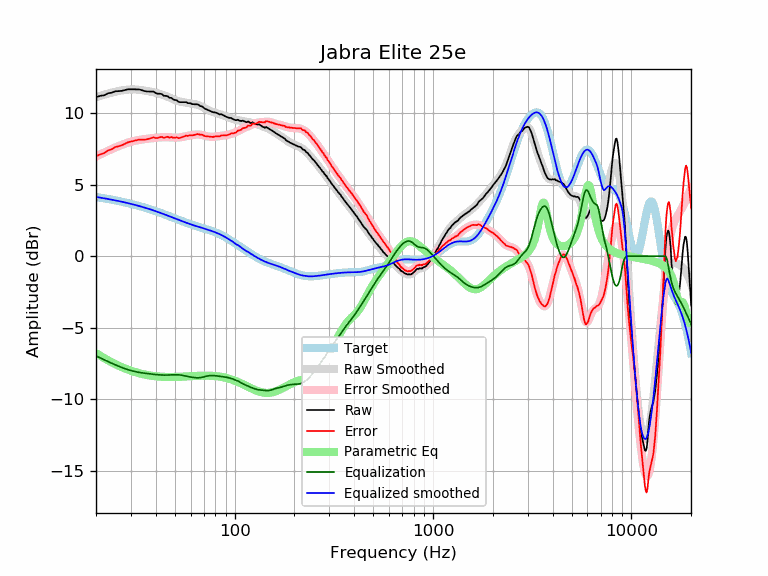 Jabra Elite 25e
Amplitude (dBr)
10
5
0
−5
−10
−15
Target
Raw Smoothed
Error Smoothed
Raw
Error
Parametric Eq
Equalization
Equalized smoothed
100
1000
10000
Frequency (Hz)